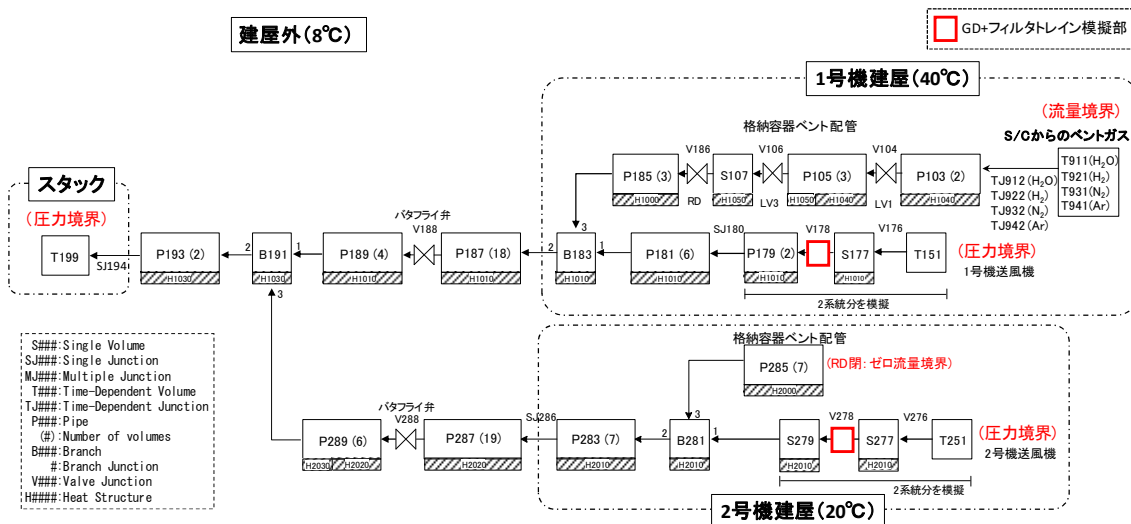 建屋外(8℃)
GD+フィルタトレイン模擬部
1号機建屋(40℃)
(流量境界)
格納容器ベント配管
S/Cからのベントガス
V186
V106
V104
T911(H₂O)
T921(H₂)
T931(N₂)
T941(Ar)
P185 (3)
S107
P105 (3)
P103 (2)
TJ912(H₂O)
TJ922(H₂)
TJ932(N₂)
TJ942(Ar)
H1000
H1050
H1050
H1040
H1040
RD
LV3
LV1
スタック
(圧力境界)
バタフライ弁
V188
3
SJ180
V178
V176
T199
SJ194
P193 (2)
2
B191
1
P189 (4)
P187 (18)
2
B183
1
P181 (6)
P179 (2)
S177
T151
(圧力境界)
1号機送風機
H1030
H1030
H1010
H1010
H1010
H1010
H1010
H1010
3
2系統分を模擬
格納容器ベント配管
P285 (7)
(RD閉: ゼロ流量境界)
H2000
S###:Single Volume
SJ###:Single Junction
MJ###:Multiple Junction
T###:Time-Dependent Volume
TJ###:Time-Dependent Junction
P###:Pipe
(#):Number of volumes
B###:Branch
#:Branch Junction
V###:Valve Junction
H####:Heat Structure
バタフライ弁
V288
SJ286
3
V278
V276
P289 (6)
P287 (19)
P283 (7)
2
B281
1
S279
S277
T251
(圧力境界)
2号機送風機
H2030
H2020
H2020
H2010
H2010
H2010
H2010
2系統分を模擬
2号機建屋(20℃)